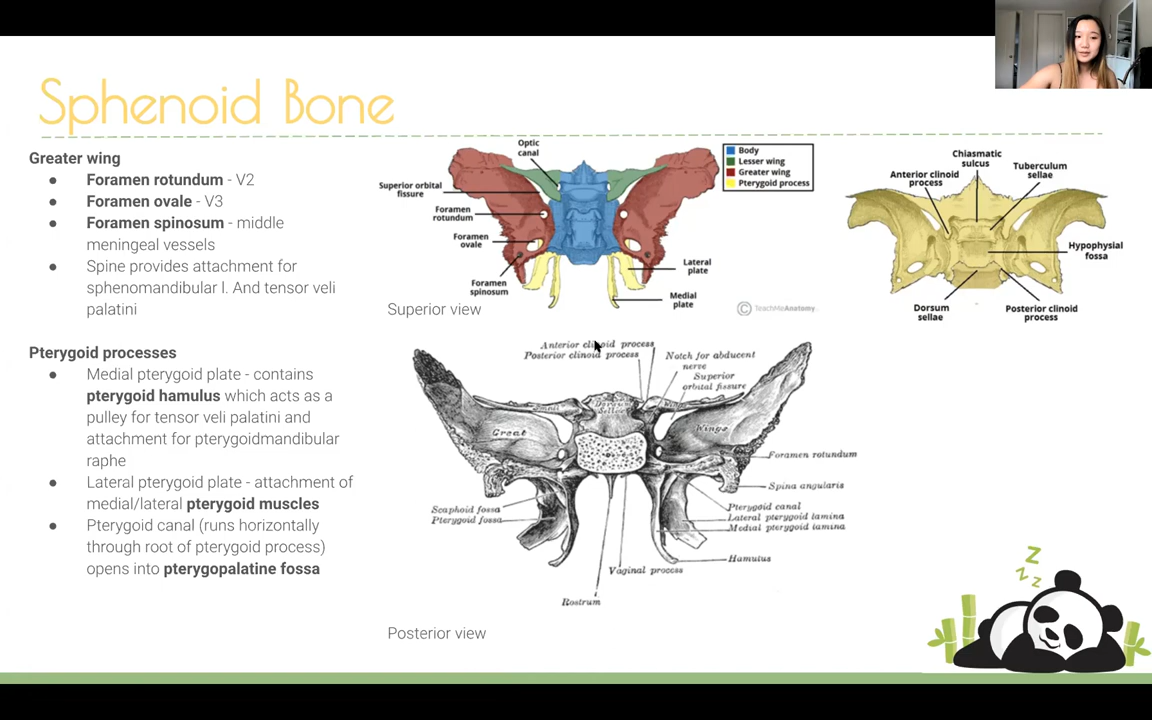 Sphenoid Bone
Greater wing
● Foramen rotundum - V2
● Foramen ovale - V3
● Foramen spinosum - middle
meningeal vessels
● Spine provides attachment for
sphenomandibular l. And tensor veli
palatini
Pterygoid processes
● Medial pterygoid plate - contains
pterygoid hamulus which acts as a
pulley for tensor veli palatini and
attachment for pterygoidmandibular
raphe
● Lateral pterygoid plate - attachment of
medial/lateral pterygoid muscles
● Pterygoid canal (runs horizontally
through root of pterygoid process)
opens into pterygopalatine fossa
Optic
canal
Superior orbital
fissure
Foramen
rotundum
Foramen
ovale
Foramen
spinosum
Lateral
plate
Medial
plate
Body
Lesser wing
Greater wing
Pterygoid process
Superior view
© TeachMeAnatomy
Chiasmatic
sulcus
Anterior clinoid
process
Tuberculum
sellae
Hypophysial
fossa
Dorsum
sellae
Posterior clinoid
process
Anterior clinoid process
Posterior clinoid process
Notch for abducent
nerve
Superior
orbital fissure
Dorsum
Sellae
Great
Wings
Foramen rotundum
Spina angularis
Pterygoid canal
Lateral pterygoid lamina
Medial pterygoid lamina
Hamulus
Scaphoid fossa
Pterygoid fossa
Vaginal process
Rostrum
Posterior view
Z
Z
Z